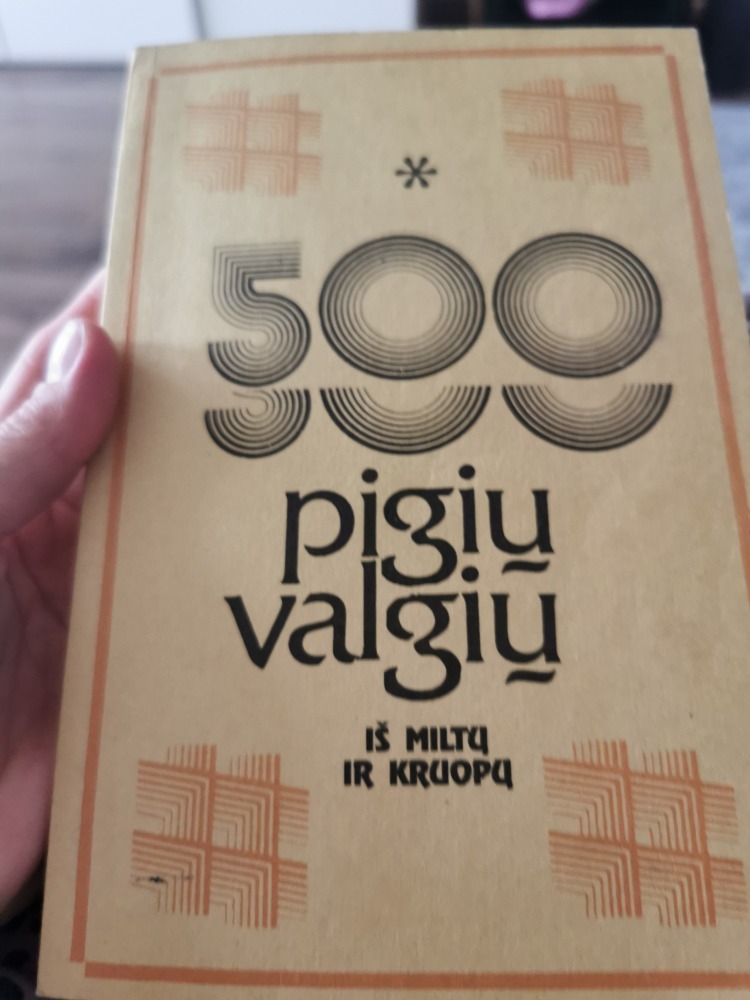 *
500
pigių
valgių
IŠ MILTŲ
IR KRUOPŲ